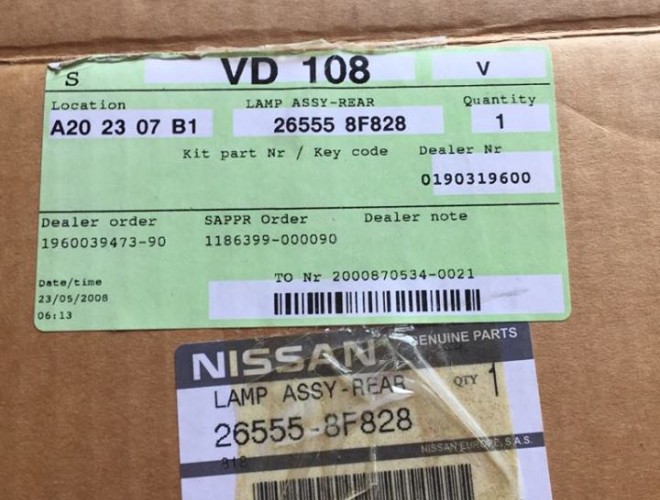 S VD 108 V
Location LAMP ASSY-REAR Quantity
A20 23 07 B1 26555 8F828 1
Kit part Nr / Key code Dealer Nr
0190319600
Dealer order SAPPR Order Dealer note
1960039473-90 1186399-000090
Date/time TO Nr 2000870534-0021
23/05/2008
06:13
NISSAN GENUINE PARTS
LAMP ASSY-REAR QTY 1
26555-8F828
NISSAN EUROPE, S.A.S.